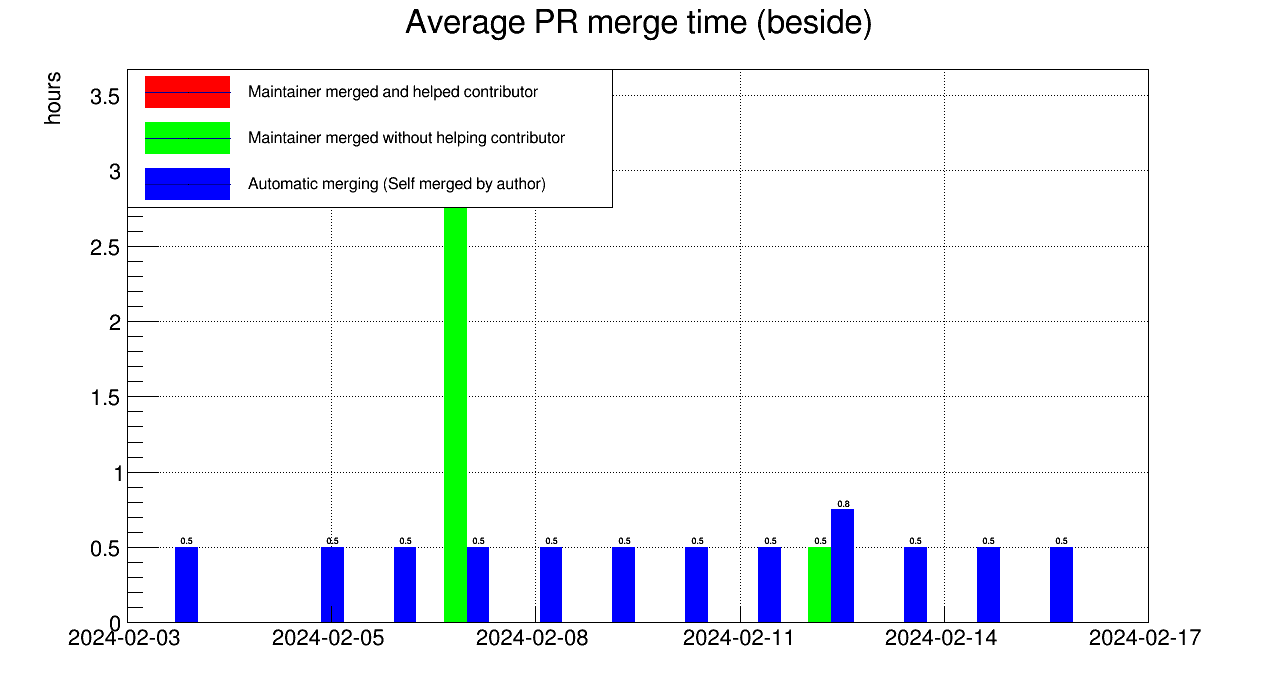 Average PR merge time (beside)
hours
Maintainer merged and helped contributor
Maintainer merged without helping contributor
Automatic merging (Self merged by author)
3.5
3
2.5
2
1.5
1
0.5
0
0.5 0.5 0.5 0.5 0.5 0.5 0.5 0.5 0.5 0.8 0.5 0.5 0.5
2024-02-03 2024-02-05 2024-02-08 2024-02-11 2024-02-14 2024-02-17